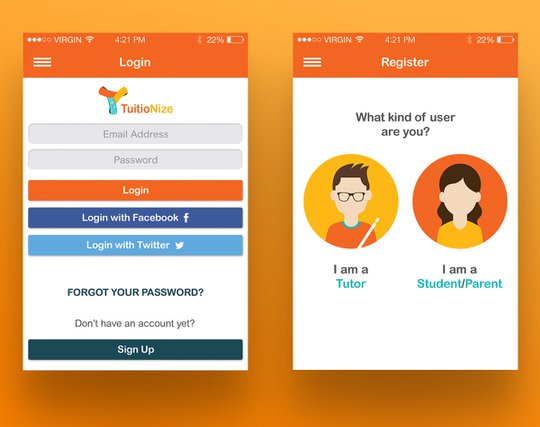 VIRGIN 4:21 PM 22%
Login
TuitioNize
Email Address
Password
Login
Login with Facebook f
Login with Twitter
FORGOT YOUR PASSWORD?
Don't have an account yet?
Sign Up
VIRGIN 4:21 PM 22%
Register
What kind of user
are you?
I am a
Tutor
I am a
Student/Parent